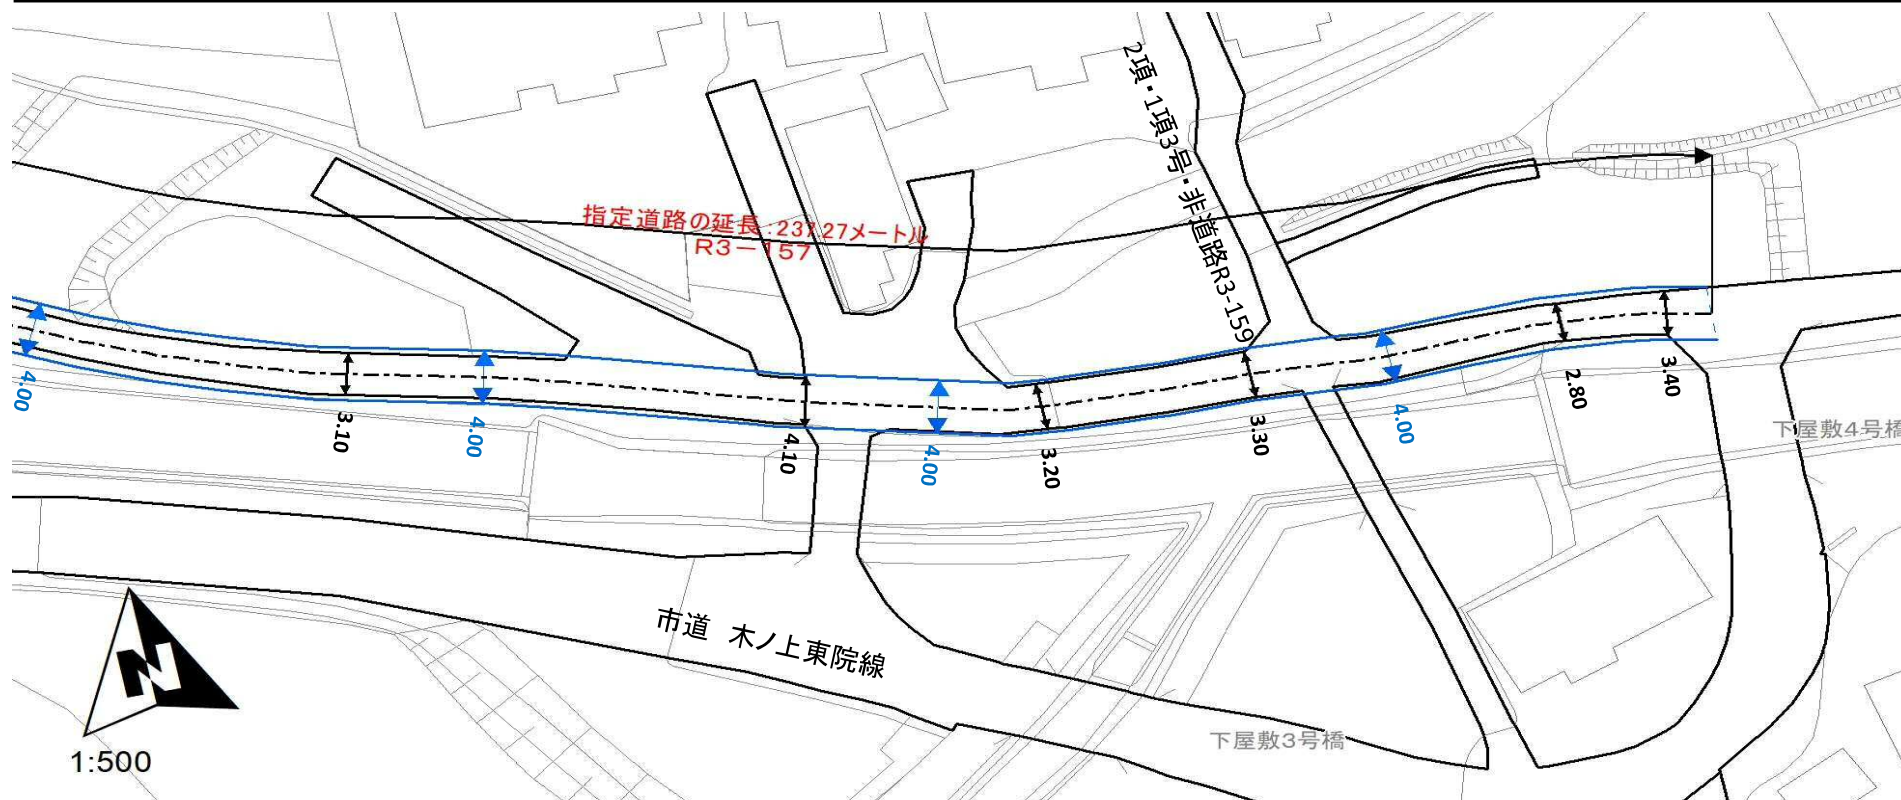 2項・1項3号・非道路R3-159
指定道路の延長:237.27メートル
R3－157
4.00
3.10
4.00
4.10
4.00
3.20
3.30
4.00
2.80
3.40
下屋敷4号橋
市道　木ノ上東院線
下屋敷3号橋
N
1:500